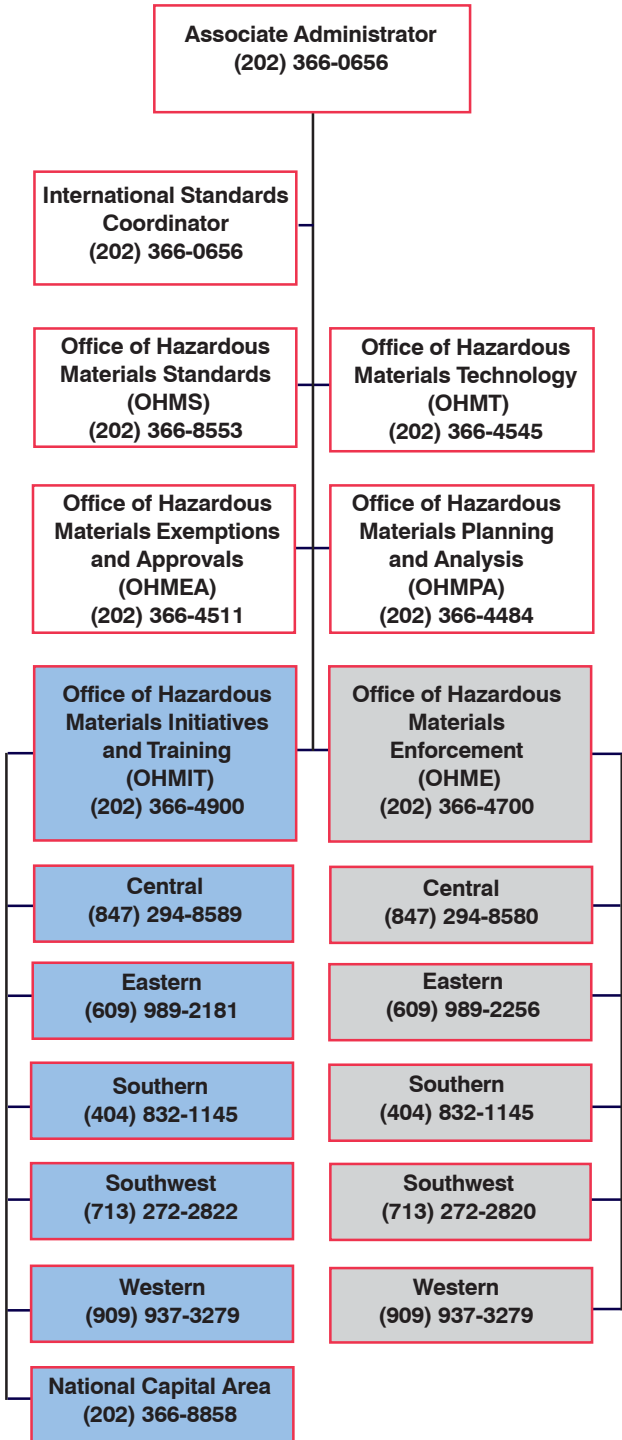 Associate Administrator
(202) 366-0656
International Standards
Coordinator
(202) 366-0656
Office of Hazardous
Materials Standards
(OHMS)
(202) 366-8553
Office of Hazardous
Materials Technology
(OHMT)
(202) 366-4545
Office of Hazardous
Materials Exemptions
and Approvals
(OHMEA)
(202) 366-4511
Office of Hazardous
Materials Planning
and Analysis
(OHMPA)
(202) 366-4484
Office of Hazardous
Materials Initiatives
and Training
(OHMIT)
(202) 366-4900
Office of Hazardous
Materials
Enforcement
(OHME)
(202) 366-4700
Central
(847) 294-8589
Central
(847) 294-8580
Eastern
(609) 989-2181
Eastern
(609) 989-2256
Southern
(404) 832-1145
Southern
(404) 832-1145
Southwest
(713) 272-2822
Southwest
(713) 272-2820
Western
(909) 937-3279
Western
(909) 937-3279
National Capital Area
(202) 366-8858